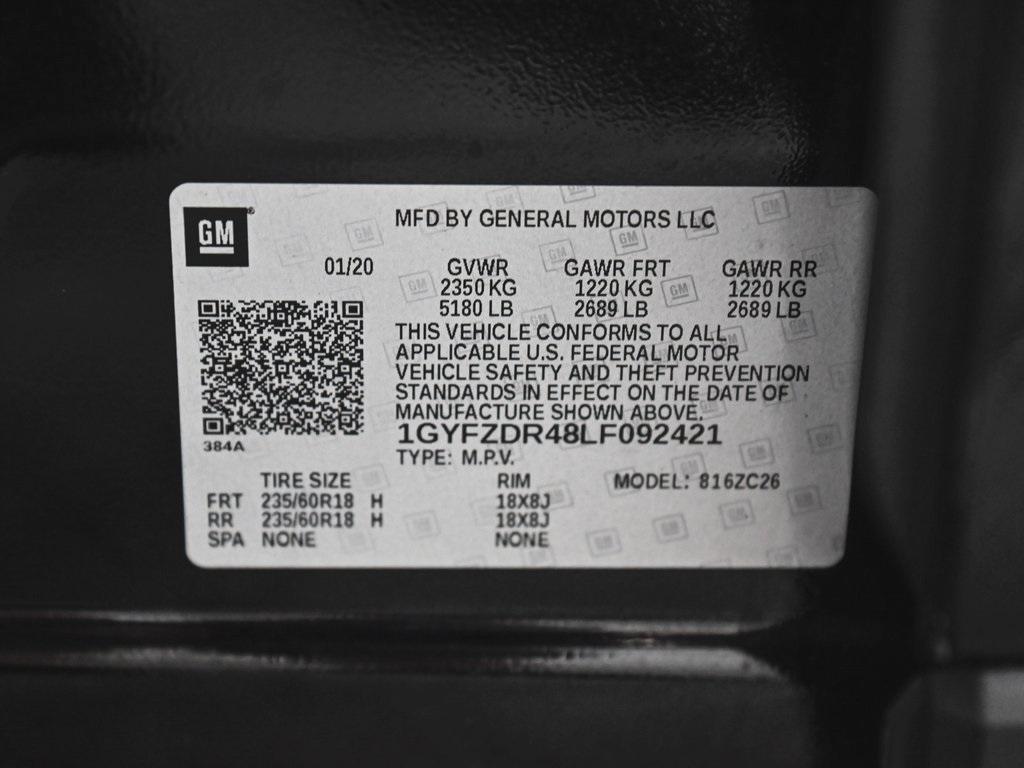 GM
MFD BY GENERAL MOTORS LLC
01/20
GVWR GAWR FRT GAWR RR
2350 KG 1220 KG 1220 KG
5180 LB 2689 LB 2689 LB
THIS VEHICLE CONFORMS TO ALL
APPLICABLE U.S. FEDERAL MOTOR
VEHICLE SAFETY AND THEFT PREVENTION
STANDARDS IN EFFECT ON THE DATE OF
MANUFACTURE SHOWN ABOVE.
1GYFZDR48LF092421
384A
TYPE: M.P.V.
TIRE SIZE RIM MODEL: 816ZC26
FRT 235/60R18 H 18X8J
RR 235/60R18 H 18X8J
SPA NONE NONE